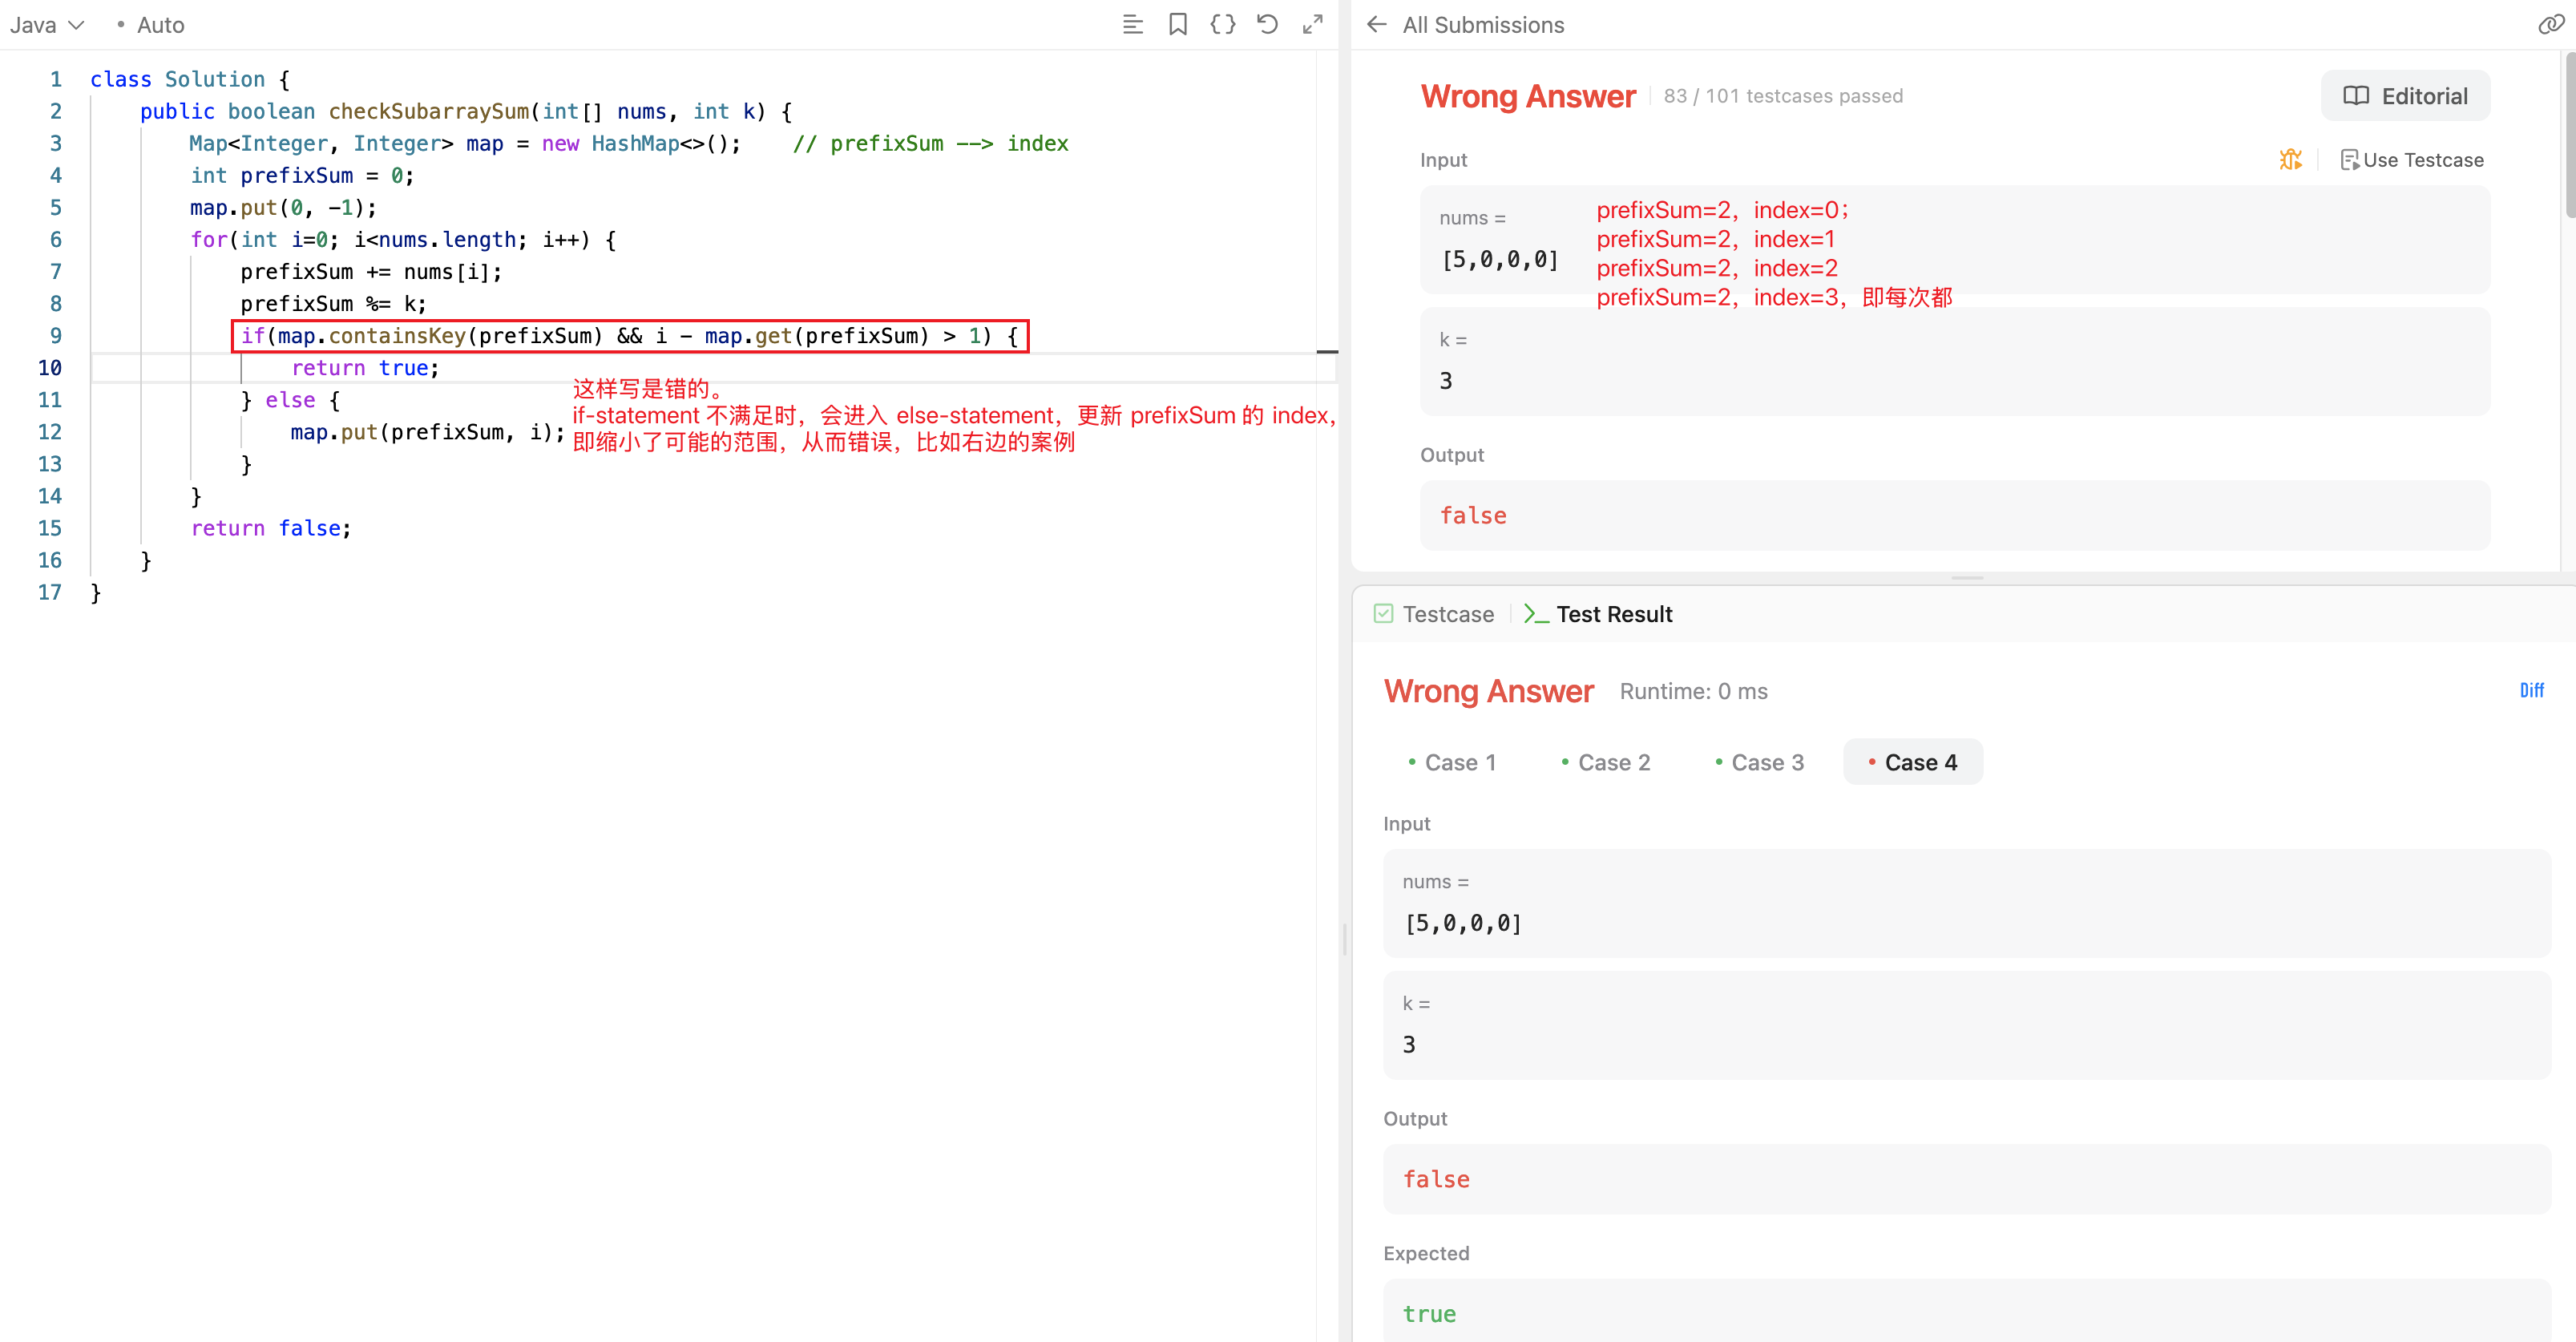 Java
• Auto
1 class Solution {
2     public boolean checkSubarraySum(int[] nums, int k) {
3         Map<Integer, Integer> map = new HashMap<>();    // prefixSum --> index
4         int prefixSum = 0;
5         map.put(0, -1);
6         for(int i=0; i<nums.length; i++) {
7             prefixSum += nums[i];
8             prefixSum %= k;
9             if(map.containsKey(prefixSum) && i - map.get(prefixSum) > 1) {
10                 return true;
11             } else {
12                 map.put(prefixSum, i);
13             }
14         }
15         return false;
16     }
17 }
这样写是错的。
if-statement 不满足时，会进入 else-statement，更新 prefixSum 的 index，
即缩小了可能的范围，从而错误，比如右边的案例
All Submissions
Wrong Answer 83 / 101 testcases passed
Editorial
Input
Use Testcase
nums =
[5,0,0,0]
prefixSum=2，index=0；
prefixSum=2，index=1
prefixSum=2，index=2
prefixSum=2，index=3，即每次都
k =
3
Output
false
Testcase
>_ Test Result
Wrong Answer Runtime: 0 ms
Diff
• Case 1 • Case 2 • Case 3 • Case 4
Input
nums =
[5,0,0,0]
k =
3
Output
false
Expected
true